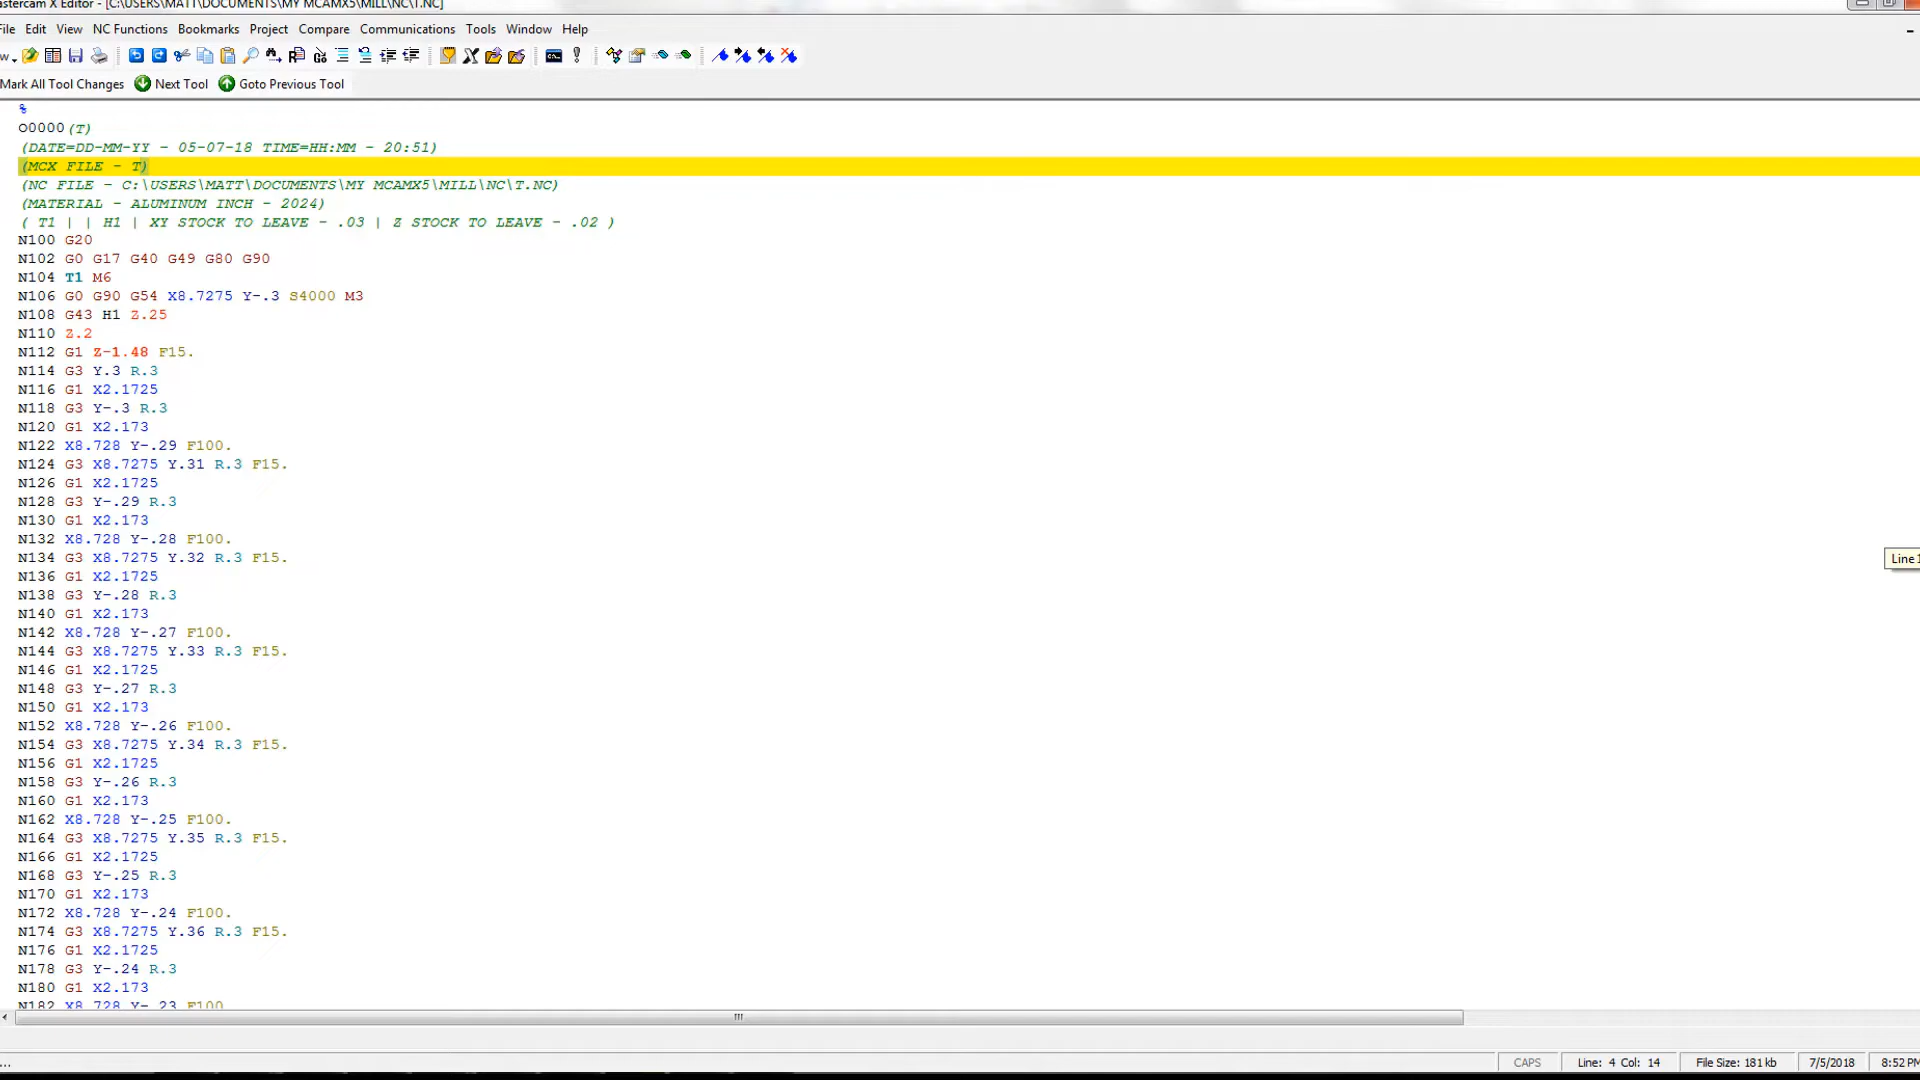 astercam X Editor - [C:\USERS\MATT\DOCUMENTS\MY MCAMX5\MILL\NC\T.NC]
File Edit View NC Functions Bookmarks Project Compare Communications Tools Window Help
Mark All Tool Changes Next Tool Goto Previous Tool
%
O0000 (T)
(DATE=DD-MM-YY - 05-07-18 TIME=HH:MM - 20:51)
(MCX FILE - T)
(NC FILE - C:\USERS\MATT\DOCUMENTS\MY MCAMX5\MILL\NC\T.NC)
(MATERIAL - ALUMINUM INCH - 2024)
( T1 | | H1 | XY STOCK TO LEAVE - .03 | Z STOCK TO LEAVE - .02 )
N100 G20
N102 G0 G17 G40 G49 G80 G90
N104 T1 M6
N106 G0 G90 G54 X8.7275 Y-.3 S4000 M3
N108 G43 H1 Z.25
N110 Z.2
N112 G1 Z-1.48 F15.
N114 G3 Y.3 R.3
N116 G1 X2.1725
N118 G3 Y-.3 R.3
N120 G1 X2.173
N122 X8.728 Y-.29 F100.
N124 G3 X8.7275 Y.31 R.3 F15.
N126 G1 X2.1725
N128 G3 Y-.29 R.3
N130 G1 X2.173
N132 X8.728 Y-.28 F100.
N134 G3 X8.7275 Y.32 R.3 F15.
N136 G1 X2.1725
N138 G3 Y-.28 R.3
N140 G1 X2.173
N142 X8.728 Y-.27 F100.
N144 G3 X8.7275 Y.33 R.3 F15.
N146 G1 X2.1725
N148 G3 Y-.27 R.3
N150 G1 X2.173
N152 X8.728 Y-.26 F100.
N154 G3 X8.7275 Y.34 R.3 F15.
N156 G1 X2.1725
N158 G3 Y-.26 R.3
N160 G1 X2.173
N162 X8.728 Y-.25 F100.
N164 G3 X8.7275 Y.35 R.3 F15.
N166 G1 X2.1725
N168 G3 Y-.25 R.3
N170 G1 X2.173
N172 X8.728 Y-.24 F100.
N174 G3 X8.7275 Y.36 R.3 F15.
N176 G1 X2.1725
N178 G3 Y-.24 R.3
N180 G1 X2.173
N182 X8.728 Y-.23 F100
Line
CAPS Line: 4 Col: 14 File Size: 181 kb 7/5/2018 8:52 PM